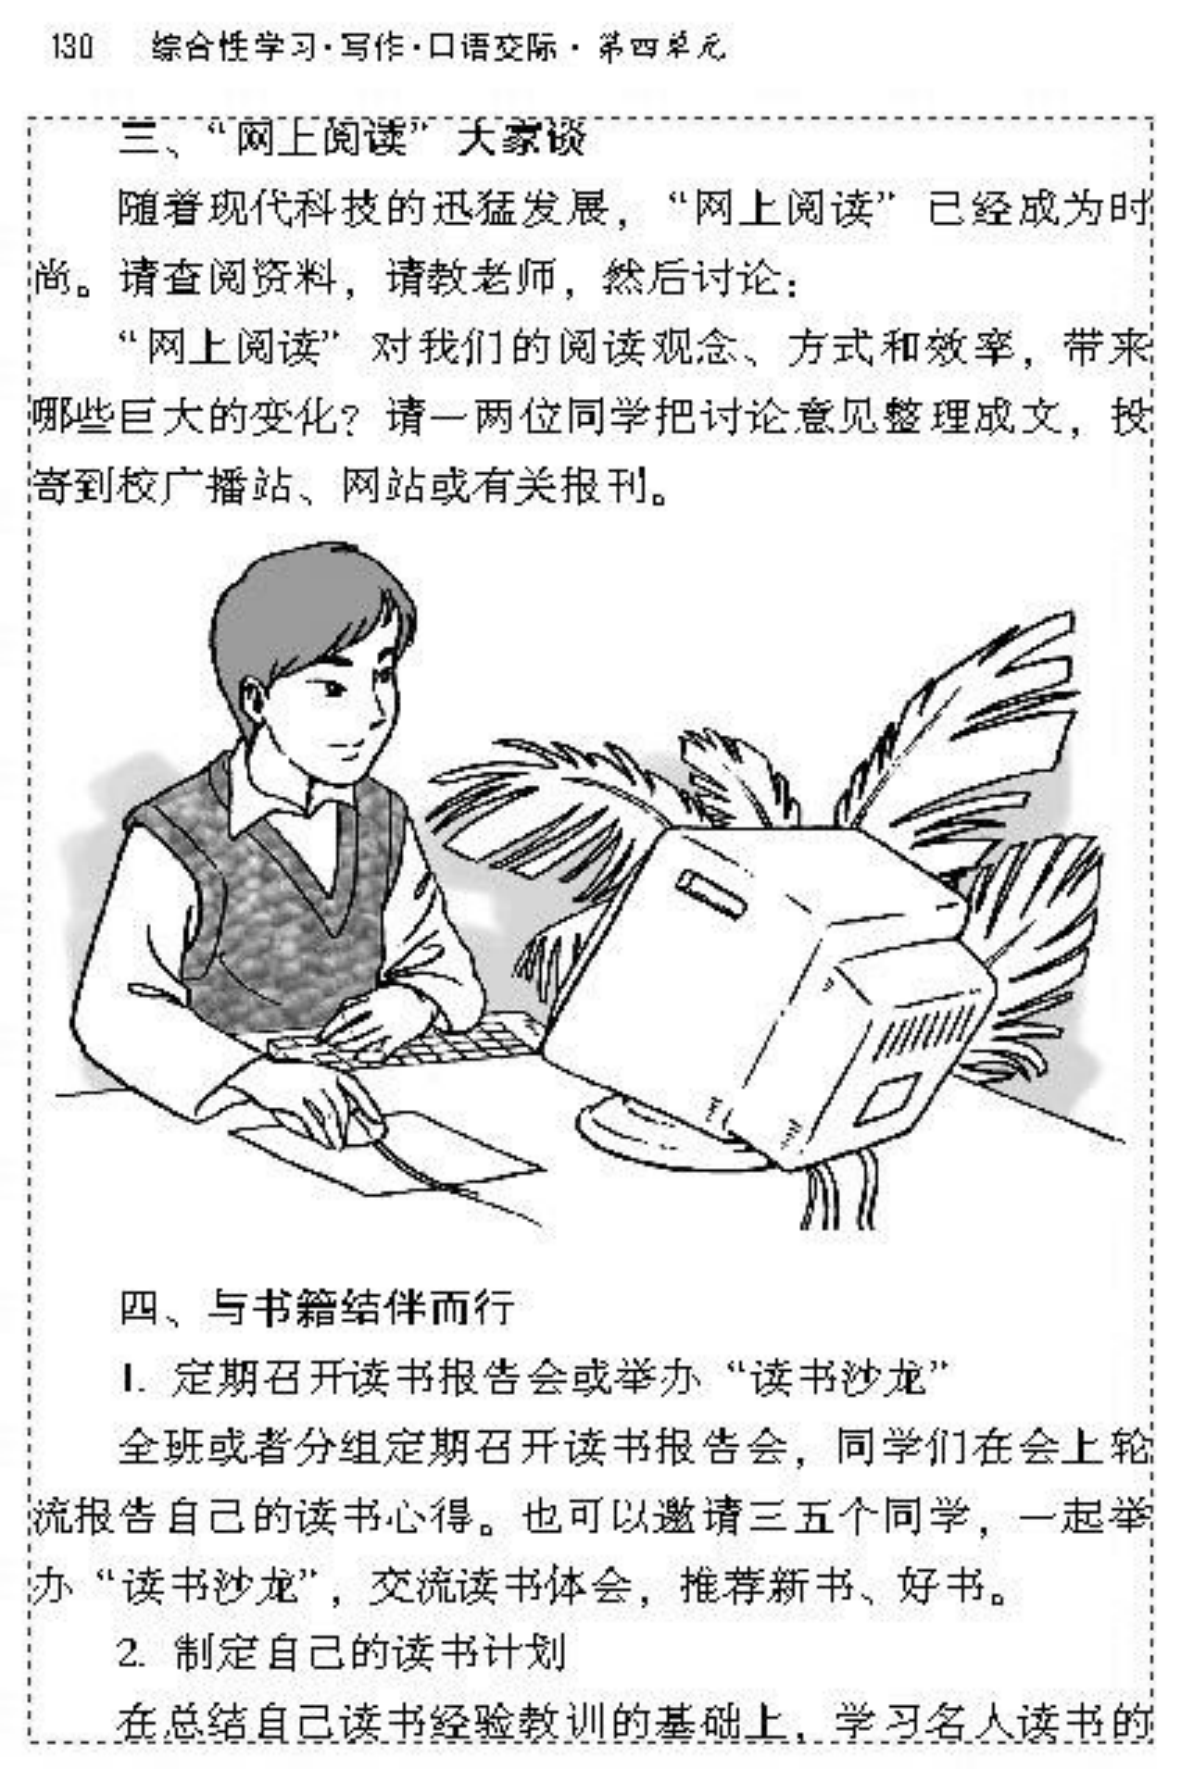 130 综合性学习·写作·口语交际·第四单元
三、“网上阅读”大家谈
随着现代科技的迅猛发展，“网上阅读”已经成为时
尚。请查阅资料，请教老师，然后讨论：
“网上阅读”对我们的阅读观念、方式和效率，带来
哪些巨大的变化？请一两位同学把讨论意见整理成文，投
寄到校广播站、网站或有关报刊。
四、与书籍结伴而行
1. 定期召开读书报告会或举办“读书沙龙”
全班或者分组定期召开读书报告会，同学们在会上轮
流报告自己的读书心得。也可以邀请三五个同学，一起举
办“读书沙龙”，交流读书体会，推荐新书、好书。
2. 制定自己的读书计划
在总结自己读书经验教训的基础上，学习名人读书的